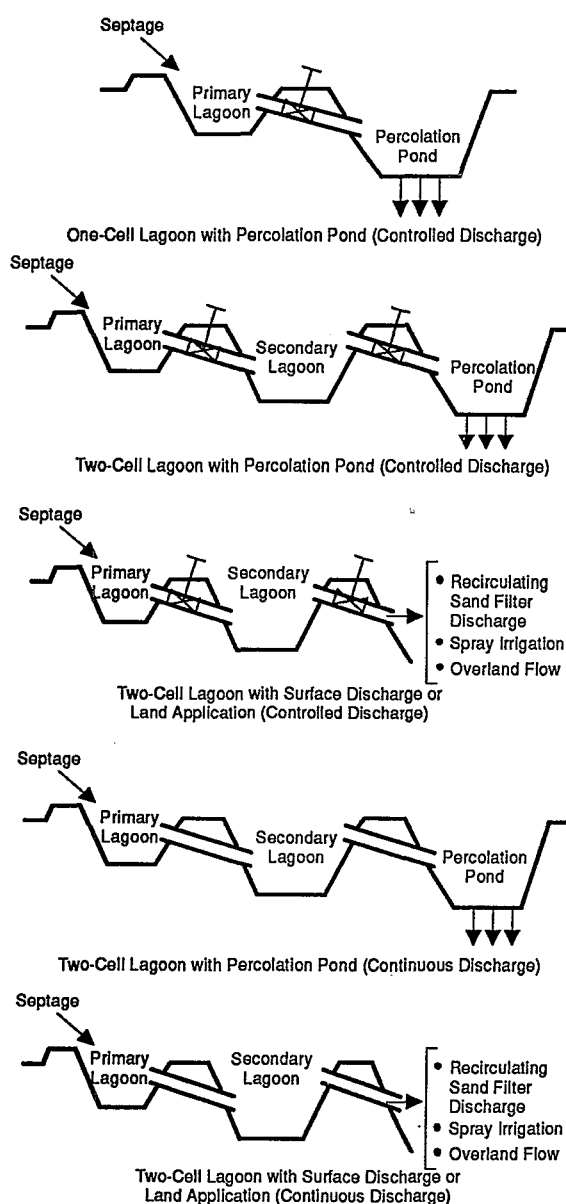 Septage
Primary
Lagoon
Percolation
Pond
One-Cell Lagoon with Percolation Pond (Controlled Discharge)
Septage
Primary
Lagoon
Secondary
Lagoon
Percolation
Pond
Two-Cell Lagoon with Percolation Pond (Controlled Discharge)
Septage
Primary
Lagoon
Secondary
Lagoon
• Recirculating
Sand Filter
Discharge
• Spray Irrigation
• Overland Flow
Two-Cell Lagoon with Surface Discharge or
Land Application (Controlled Discharge)
Septage
Primary
Lagoon
Secondary
Lagoon
Percolation
Pond
Two-Cell Lagoon with Percolation Pond (Continuous Discharge)
Septage
Primary
Lagoon
Secondary
Lagoon
• Recirculating
Sand Filter
Discharge
• Spray Irrigation
• Overland Flow
Two-Cell Lagoon with Surface Discharge or
Land Application (Continuous Discharge)